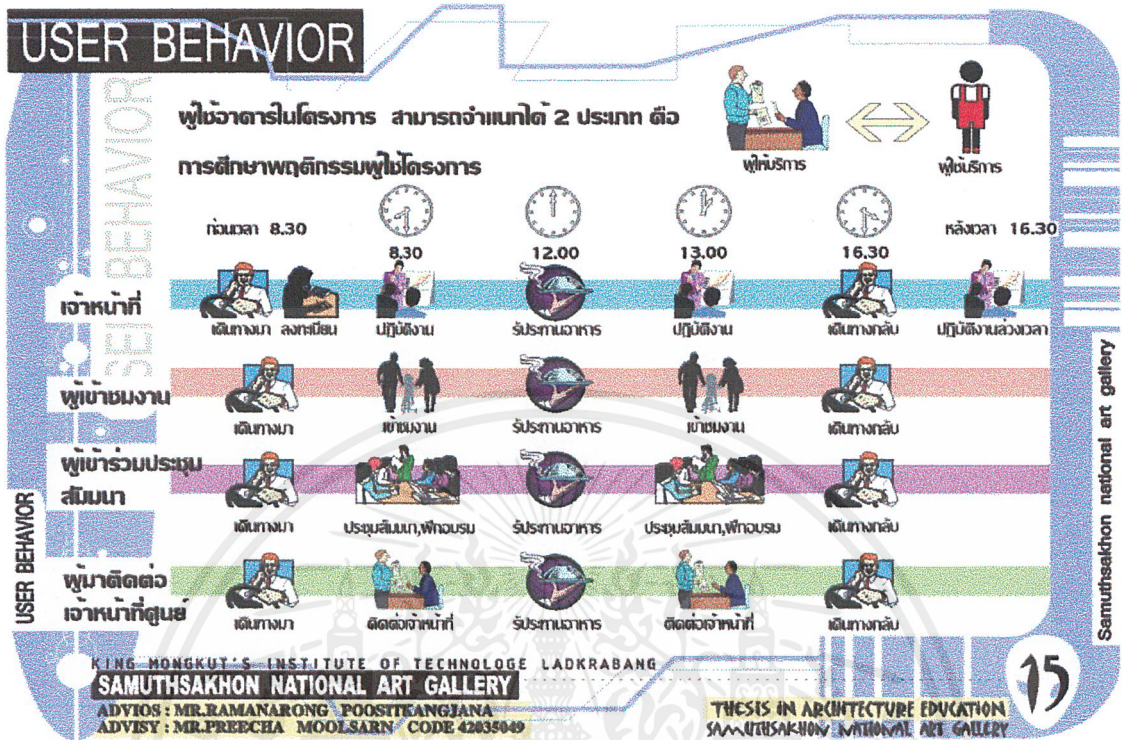 USER BEHAVIOR
USER BEHAVIOR
ผู้ใช้อาคารในโครงการ สามารถจำแนกได้ 2 ประเภท คือ
การศึกษาพฤติกรรมผู้ใช้โครงการ
ผู้ให้บริการ
ผู้ใช้บริการ
ก่อนเวลา 8.30
8.30
12.00
13.00
16.30
หลังเวลา 16.30
เจ้าหน้าที่
เดินทางมา ลงทะเบียน ปฏิบัติงาน รับประทานอาหาร ปฏิบัติงาน เดินทางกลับ ปฏิบัติงานล่วงเวลา
ผู้เข้าชมงาน
เดินทางมา เข้าชมงาน รับประทานอาหาร เข้าชมงาน เดินทางกลับ
ผู้เข้าร่วมประชุม
สัมมนา
เดินทางมา ประชุมสัมมนา,ฝึกอบรม รับประทานอาหาร ประชุมสัมมนา,ฝึกอบรม เดินทางกลับ
ผู้มาติดต่อ
เจ้าหน้าที่ศูนย์
เดินทางมา ติดต่อเจ้าหน้าที่ รับประทานอาหาร ติดต่อเจ้าหน้าที่ เดินทางกลับ
USER BEHAVIOR
Samuthsakhon national art gallery
KING MONGKUT'S INSTITUTE OF TECHNOLOGE LADKRABANG
SAMUTHSAKHON NATIONAL ART GALLERY
ADVIOS : MR.RAMANARONG POOSITKANGJANA
ADVISY : MR.PREECHA MOOLSARN CODE 42035049
THESIS IN ARCHITECTURE EDUCATION
SAMUTHSAKHON NATIONAL ART GALLERY
15